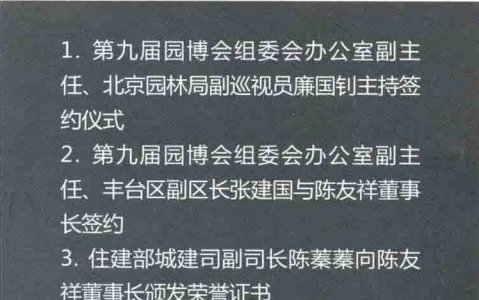 1. 第九届园博会组委会办公室副主
任、北京园林局副巡视员廉国钊主持签
约仪式
2. 第九届园博会组委会办公室副主
任、丰台区副区长张建国与陈友祥董事
长签约
3. 住建部城建司副司长陈蓁蓁向陈友
祥董事长颁发荣誉证书